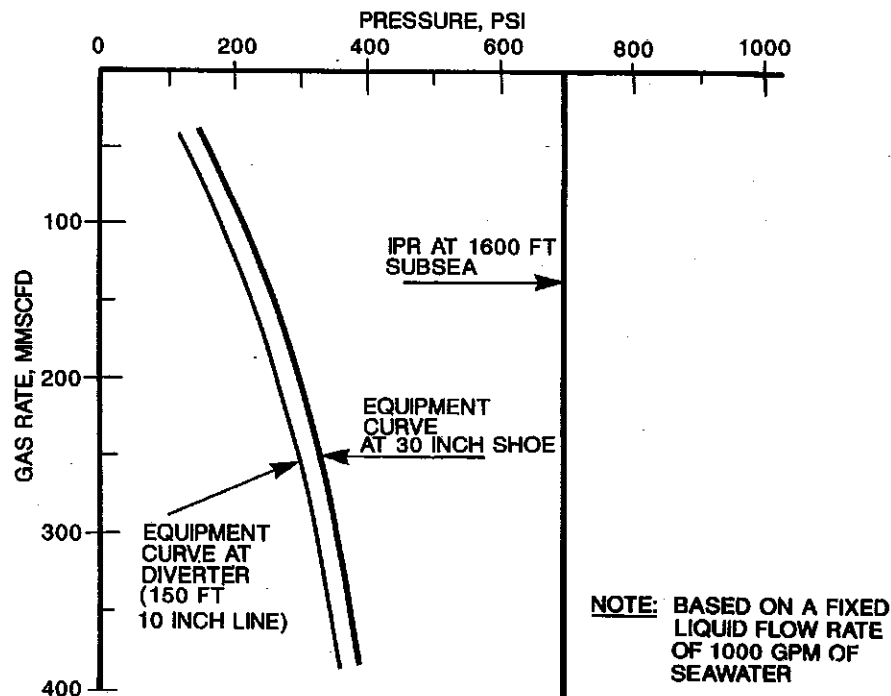 PRESSURE, PSI
0 200 400 600 800 1000
GAS RATE, MMSCFD
100
200
300
400
IPR AT 1600 FT
SUBSEA
EQUIPMENT
CURVE
AT 30 INCH SHOE
EQUIPMENT
CURVE AT
DIVERTER
(150 FT
10 INCH LINE)
NOTE: BASED ON A FIXED
LIQUID FLOW RATE
OF 1000 GPM OF
SEAWATER